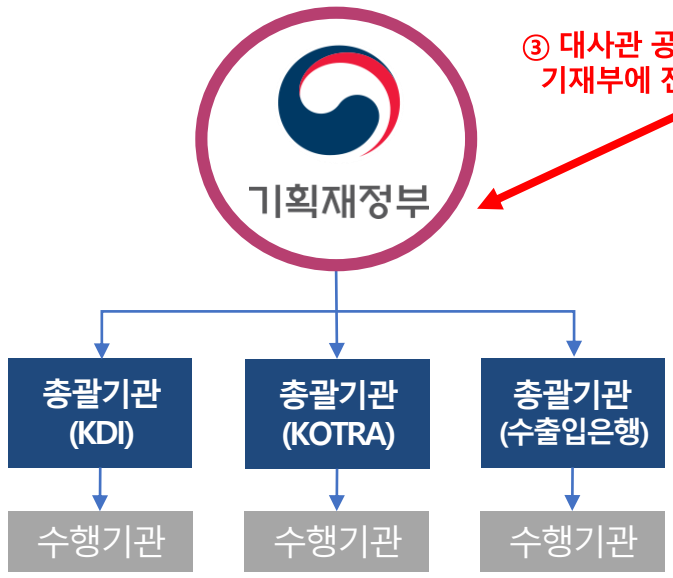 ③ 대사관 공
기재부에
기획재정부
총괄기관
(KDI)
총괄기관
(KOTRA)
총괄기관
(수출입은행)
수행기관
수행기관
수행기관